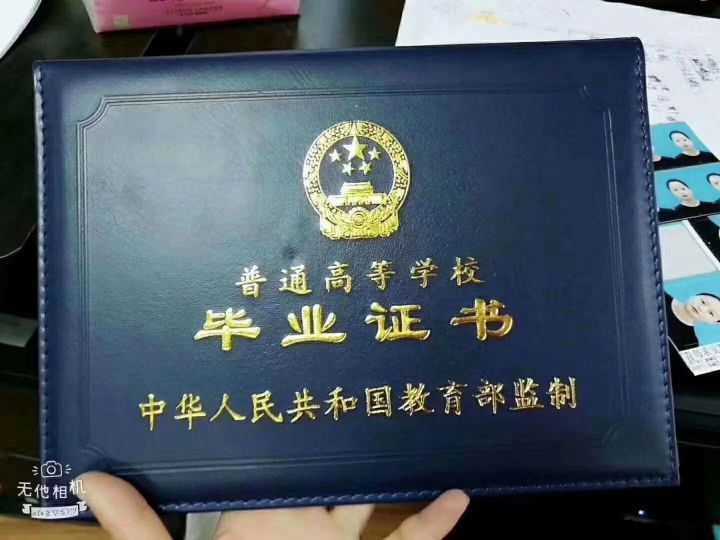 普通高等学校
毕业证书
中华人民共和国教育部监制
无他相机